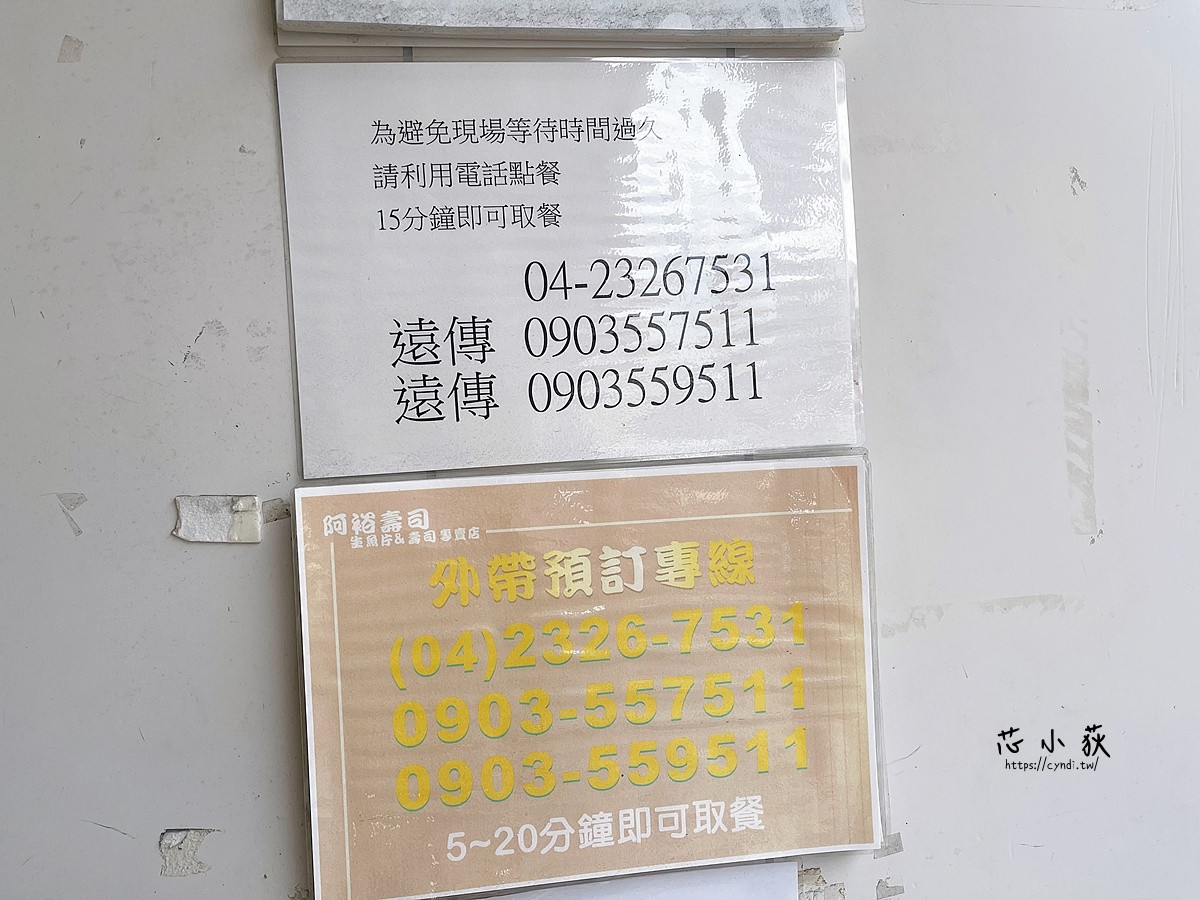 為避免現場等待時間過久
請利用電話點餐
15分鐘即可取餐
04-23267531
遠傳 0903557511
遠傳 0903559511
阿裕壽司
生魚片&壽司專賣店
外帶預訂專線
(04)2326-7531
0903-557511
0903-559511
5~20分鐘即可取餐
芯小荻
https://cyndi.tw/